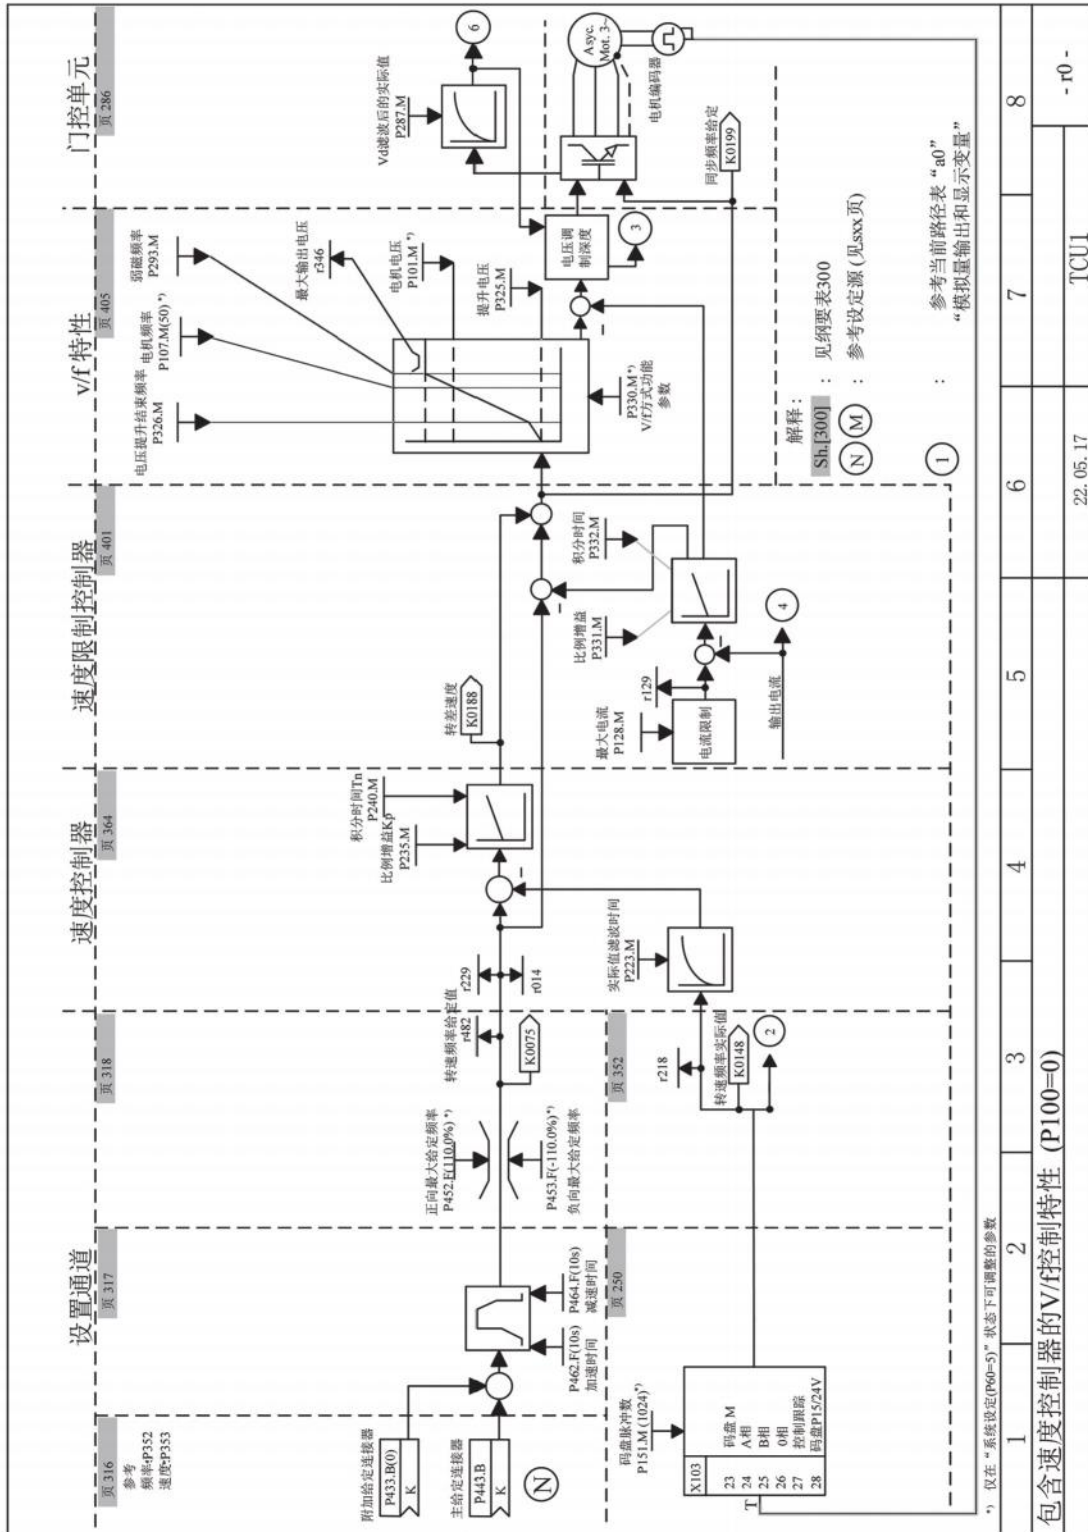 设置通道
速度控制器
速度限制控制器
v/f 特性
门控单元
页 316
页 317
页 318
页 364
页 401
页 405
页 286
参考
频率:P352
速度:P353
附加给定连接器
P433.B(0)
K
主给定连接器
P443.B
K
N
P462.F(10s)
加速时间
P464.F(10s)
减速时间
正向最大给定频率
P452.F(110.0%) *)
P453.F(-110.0%)*)
负向最大给定频率
转速频率给定值
r482
K0075
r229
r014
比例增益Kp
P235.M
积分时间Tn
P240.M
转差速度
K0188
最大电流
P128.M
r129
电流限制
比例增益
P331.M
积分时间
P332.M
输出电流
4
电压提升结束频率
P326.M
电机频率
P107.M(50) *)
弱磁频率
P293.M
最大输出电压
r346
电机电压
P101.M *)
提升电压
P325.M
P330.M*)
V/f方式功能
参数
电压调
制深度
3
Vd滤波后的实际值
P287.M
6
Asyc.
Mot. 3~
电机编码器
同步频率给定
K0199
页 250
页 352
码盘脉冲数
P151.M (1024)*)
X103
23 码盘 M
24 A相
25 B相
26 0相
27 控制跟踪
28 码盘P15/24V
T
r218
转速频率实际值
K0148
2
实际值滤波时间
P223.M
解释:
Sh.[300] : 见纲要表300
N M : 参考设定源 (见sxx页)
1 : 参考当前路径表“a0”
“模拟量输出和显示变量”
*) 仅在“系统设定(P60=5)”状态下可调整的参数
1 2 3 4 5 6 7 8
包含速度控制器的V/f控制特性 (P100=0)
22. 05. 17
TCU1
- r0 -